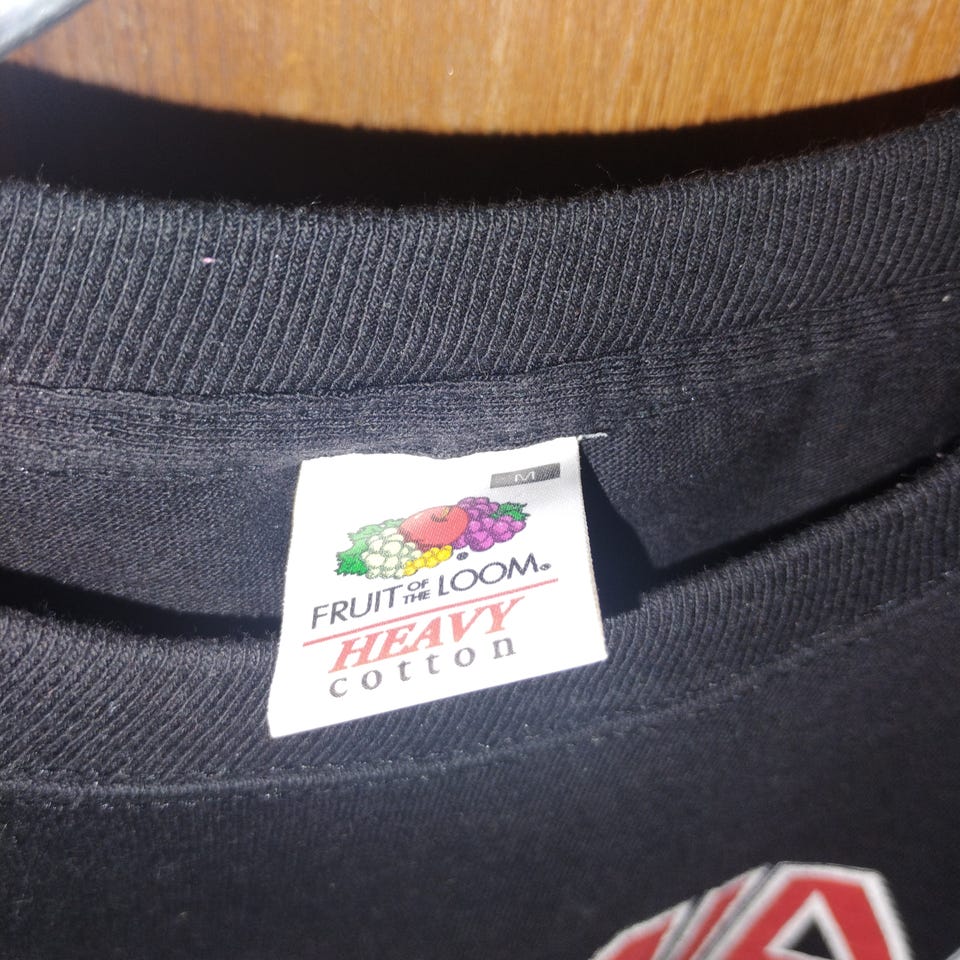 M
FRUIT OF THE LOOM®
HEAVY
cotton
A